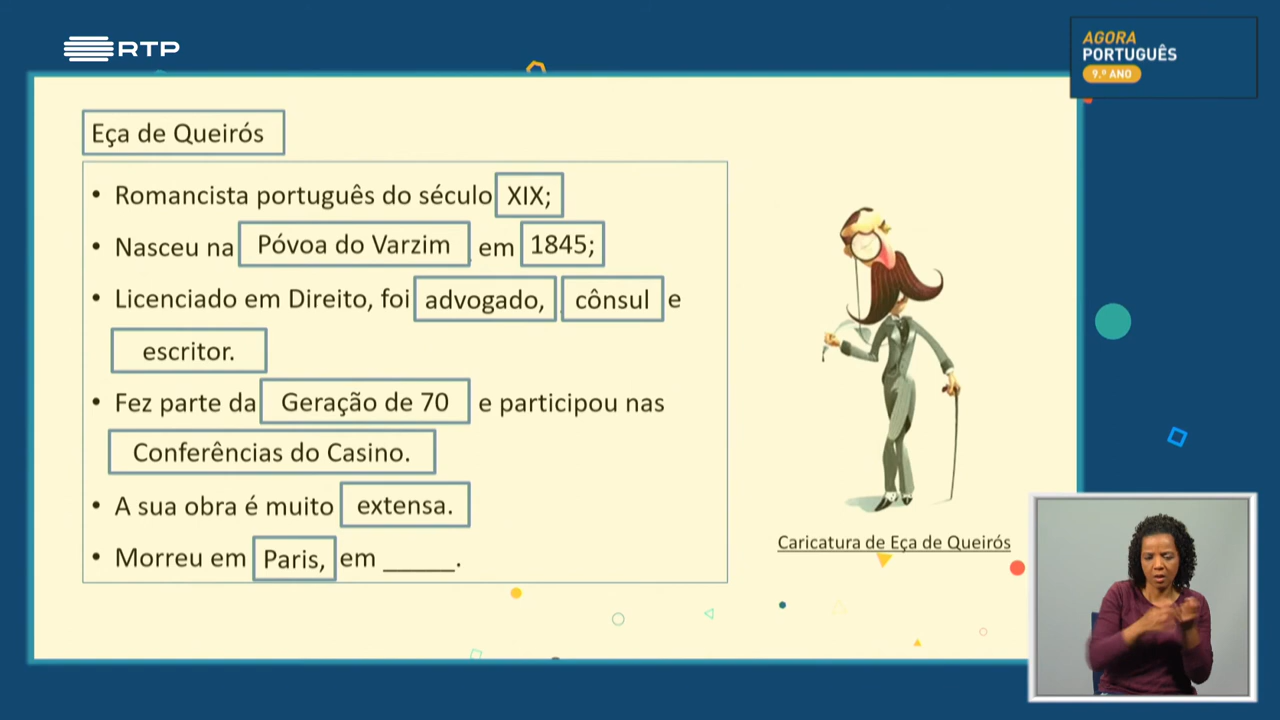 RTP
AGORA
PORTUGUÊS
9.º ANO
Eça de Queirós
• Romancista português do século XIX;
• Nasceu na Póvoa do Varzim em 1845;
• Licenciado em Direito, foi advogado, cônsul e
escritor.
• Fez parte da Geração de 70 e participou nas
Conferências do Casino.
• A sua obra é muito extensa.
• Morreu em Paris, em ______.
Caricatura de Eça de Queirós